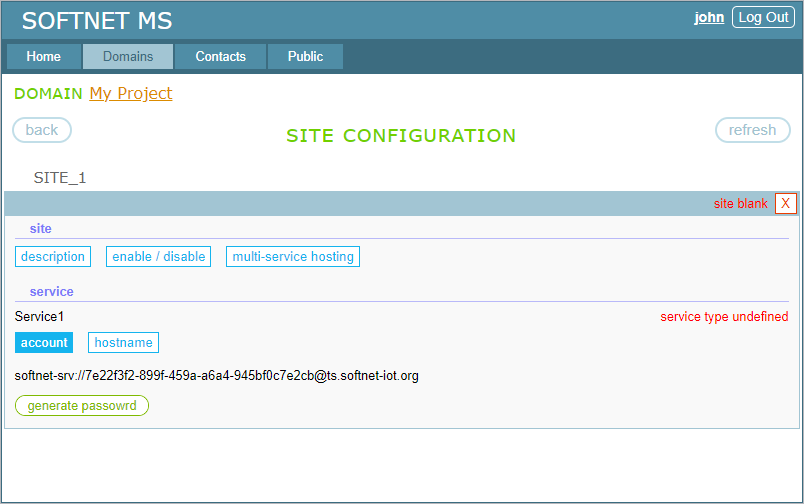 SOFTNET MS
john Log Out
Home Domains Contacts Public
DOMAIN My Project
back SITE CONFIGURATION refresh
SITE_1
site blank X
site
description enable / disable multi-service hosting
service
Service1 service type undefined
account hostname
softnet-srv://7e22f3f2-899f-459a-a6a4-945bf0c7e2cb@ts.softnet-iot.org
generate passowrd